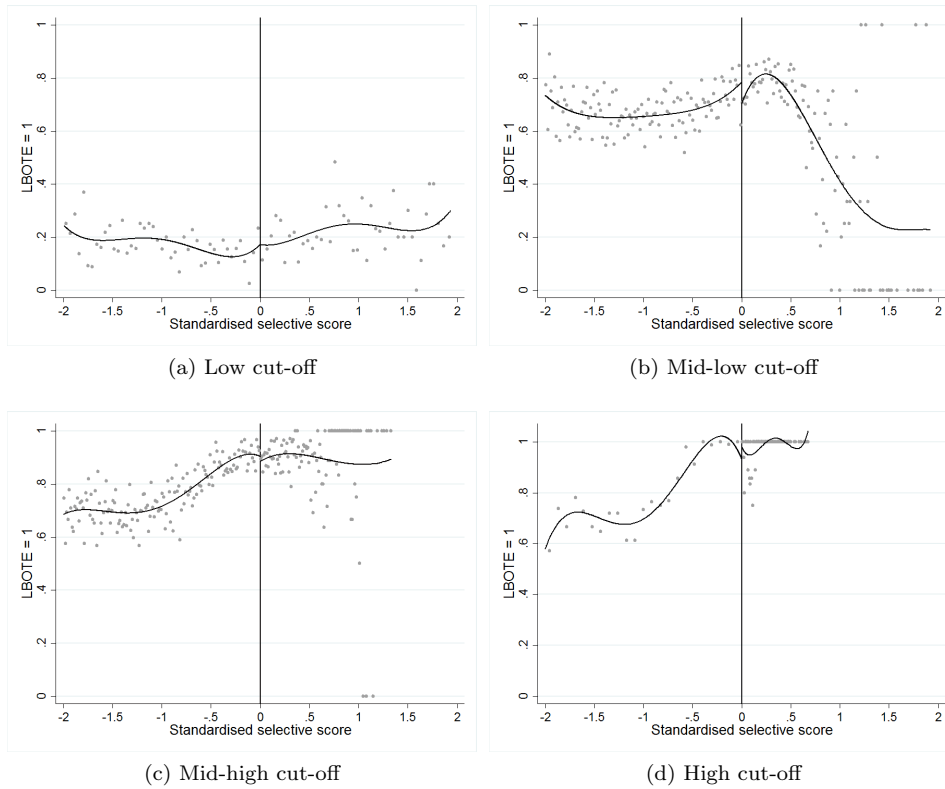 LBOTE = 1
0 .2 .4 .6 .8 1
-2 -1.5 -1 -.5 0 .5 1 1.5 2
Standardised selective score
(a) Low cut-off
LBOTE = 1
0 .2 .4 .6 .8 1
-2 -1.5 -1 -.5 0 .5 1 1.5 2
Standardised selective score
(b) Mid-low cut-off
LBOTE = 1
0 .2 .4 .6 .8 1
-2 -1.5 -1 -.5 0 .5 1 1.5 2
Standardised selective score
(c) Mid-high cut-off
LBOTE = 1
0 .2 .4 .6 .8 1
-2 -1.5 -1 -.5 0 .5 1 1.5 2
Standardised selective score
(d) High cut-off